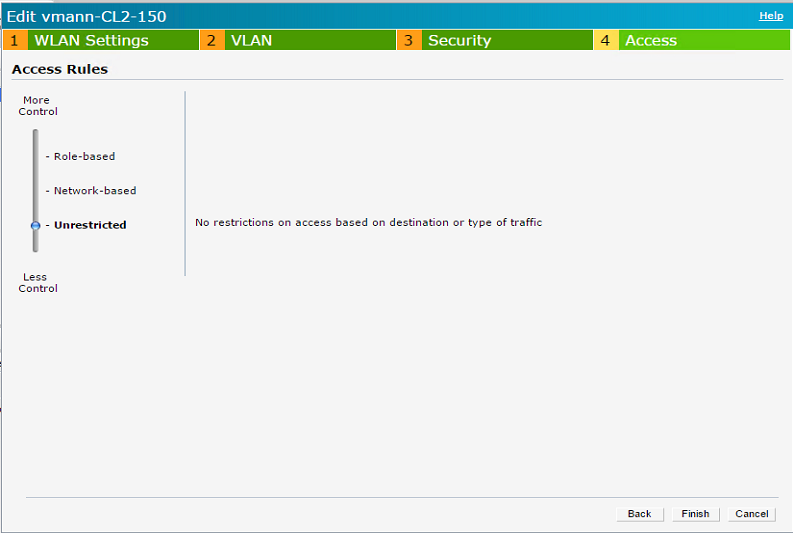 Edit vmann-CL2-150
Help
1 WLAN Settings 2 VLAN 3 Security 4 Access
Access Rules
More
Control
- Role-based
- Network-based
- Unrestricted
No restrictions on access based on destination or type of traffic
Less
Control
Back Finish Cancel